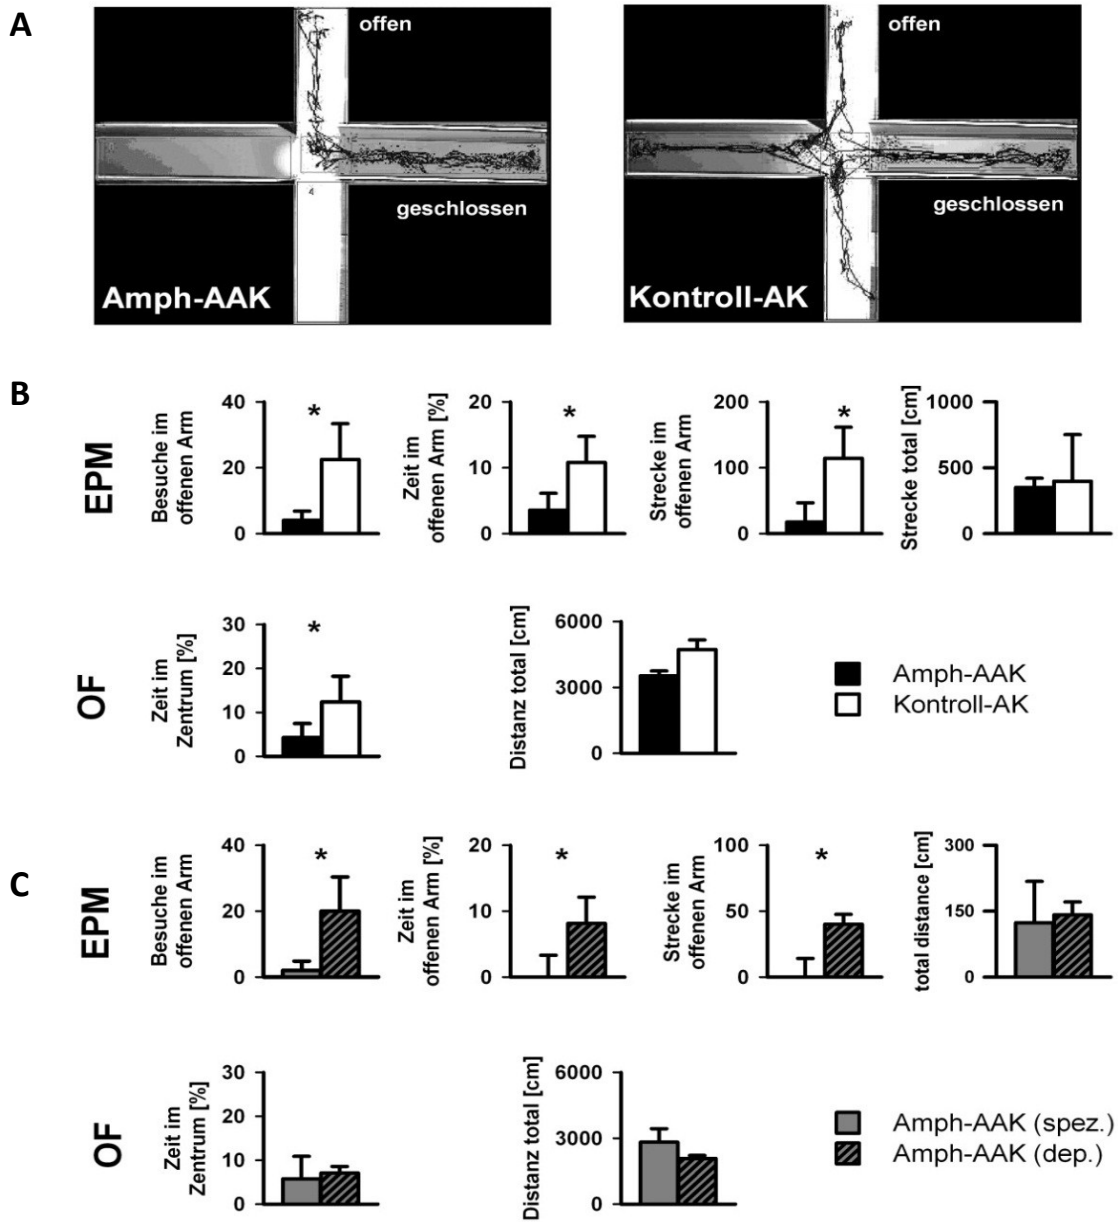 A
offen
geschlossen
4
Amph-AAK
offen
geschlossen
Kontroll-AK
B
EPM
Besuche im
offenen Arm
40
20
0
*
Zeit im
offenen Arm [%]
20
10
0
*
Strecke im
offenen Arm
200
100
0
*
Strecke total [cm]
1000
500
0
OF
Zeit im
Zentrum [%]
30
20
10
0
*
Distanz total [cm]
6000
3000
0
Amph-AAK
Kontroll-AK
C
EPM
Besuche im
offenen Arm
40
20
0
*
Zeit im
offenen Arm [%]
20
10
0
*
Strecke im
offenen Arm
100
50
0
*
total distance [cm]
300
150
0
OF
Zeit im
Zentrum [%]
30
20
10
0
Distanz total [cm]
6000
3000
0
Amph-AAK (spez.)
Amph-AAK (dep.)